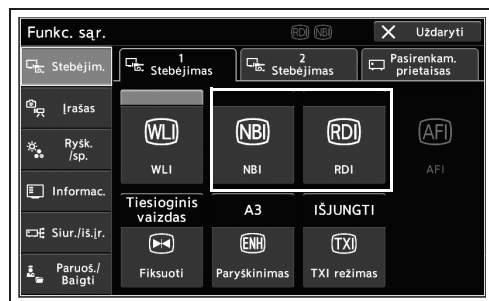 Funkc. sąr.
RDI NBI
Uždaryti
Stebėjim.
1
Stebėjimas
2
Stebėjimas
Pasirenkam.
prietaisas
Įrašas
Ryšk.
/sp.
Informac.
Siur./iš.įr.
Paruoš./
Baigti
WLI
WLI
NBI
NBI
RDI
RDI
AFI
AFI
Tiesioginis
vaizdas
Fiksuoti
A3
ENH
Paryškinimas
IŠJUNGTI
TXI
TXI režimas